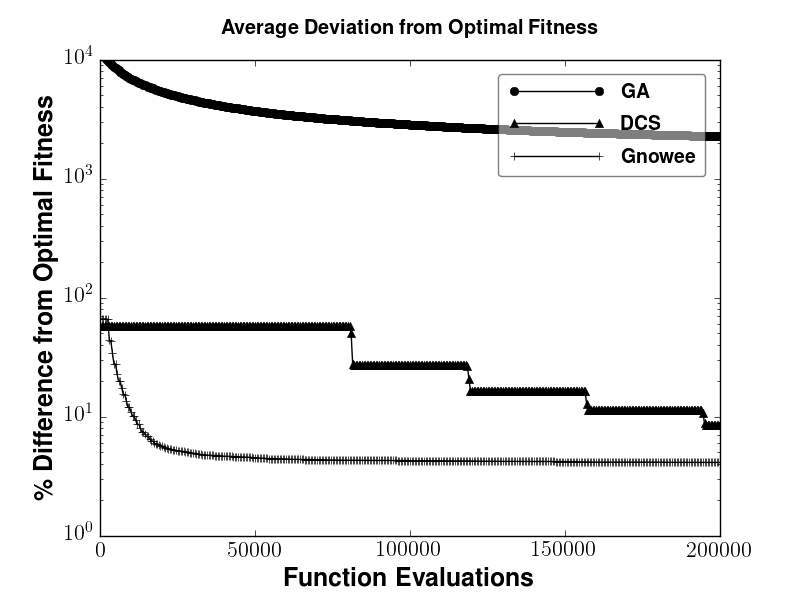 Average Deviation from Optimal Fitness
% Difference from Optimal Fitness
10^4
10^3
10^2
10^1
10^0
GA
DCS
Gnowee
0 50000 100000 150000 200000
Function Evaluations